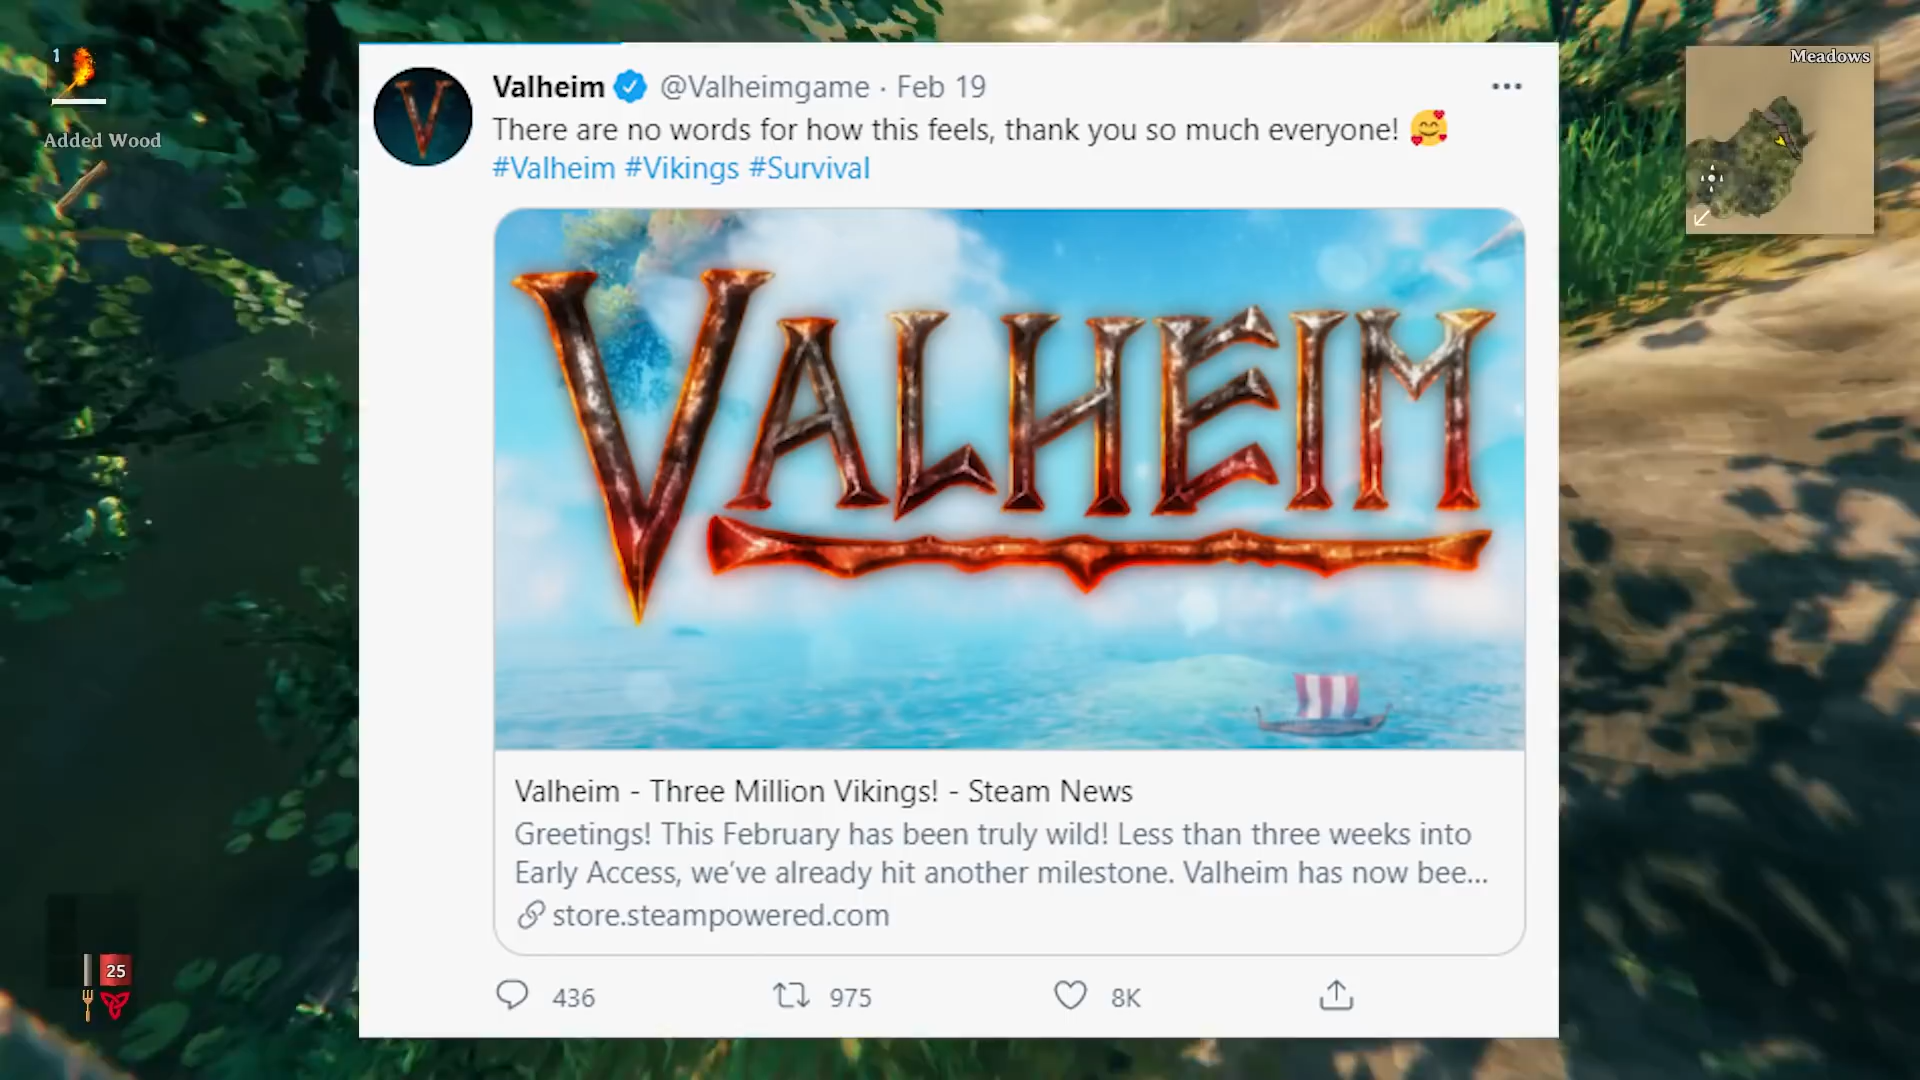 1
Added Wood
Meadows
Valheim @Valheimgame · Feb 19
There are no words for how this feels, thank you so much everyone! 🥰
#Valheim #Vikings #Survival
VALHEIM
Valheim - Three Million Vikings! - Steam News
Greetings! This February has been truly wild! Less than three weeks into
Early Access, we've already hit another milestone. Valheim has now bee...
store.steampowered.com
436 975 8K
25